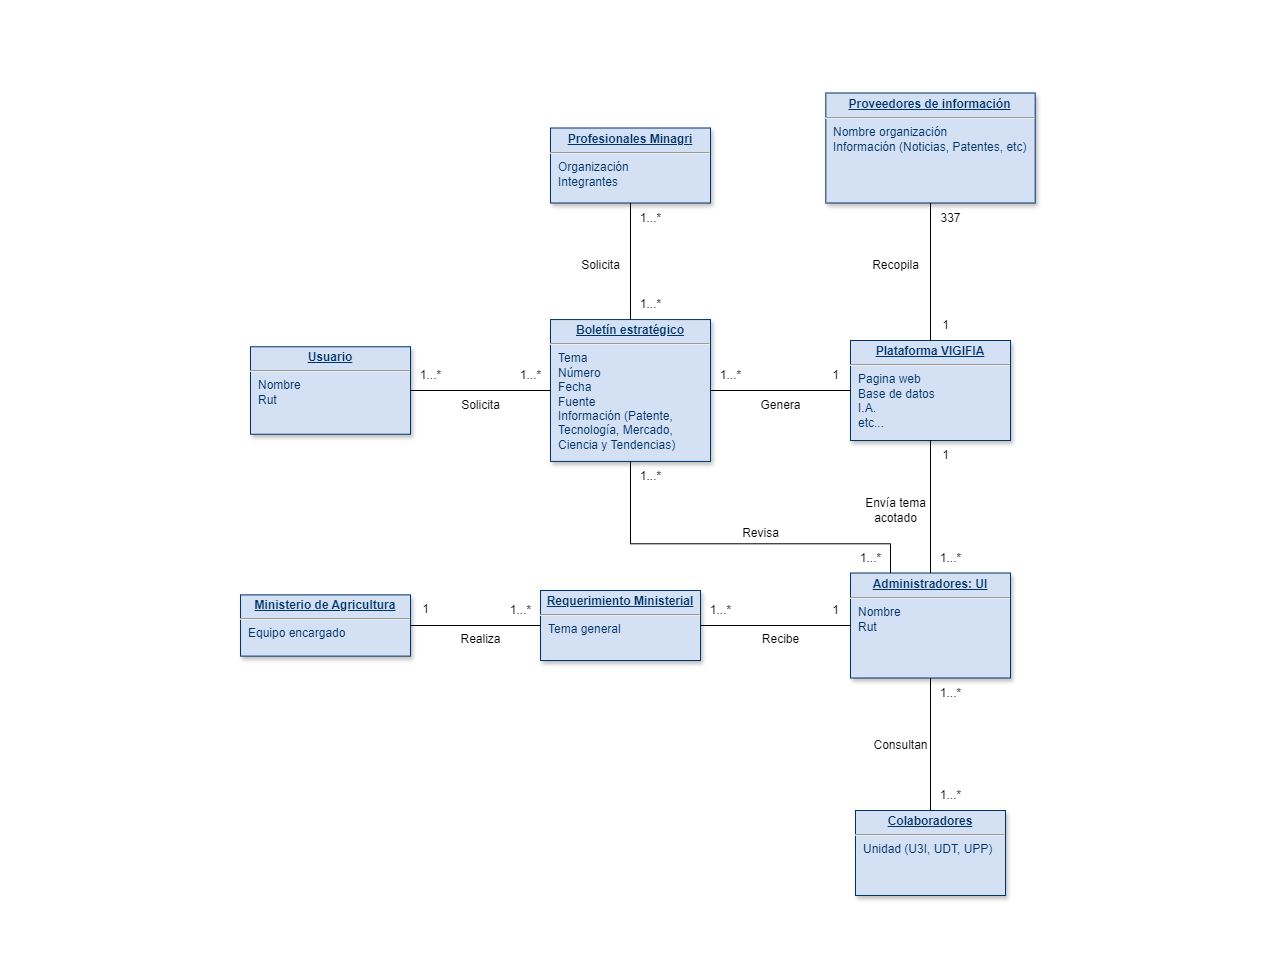 Proveedores de información
Nombre organización
Información (Noticias, Patentes, etc)
337
Recopila
1
Profesionales Minagri
Organización
Integrantes
1...*
Solicita
1...*
Usuario
Nombre
Rut
1...*
1...*
Solicita
Boletín estratégico
Tema
Número
Fecha
Fuente
Información (Patente,
Tecnología, Mercado,
Ciencia y Tendencias)
1...*
1
Genera
Plataforma VIGIFIA
Pagina web
Base de datos
I.A.
etc...
1
Envía tema
acotado
1...*
1...*
Revisa
1...*
Ministerio de Agricultura
Equipo encargado
1
1...*
Realiza
Requerimiento Ministerial
Tema general
1...*
1
Recibe
Administradores: UI
Nombre
Rut
1...*
Consultan
1...*
Colaboradores
Unidad (U3I, UDT, UPP)